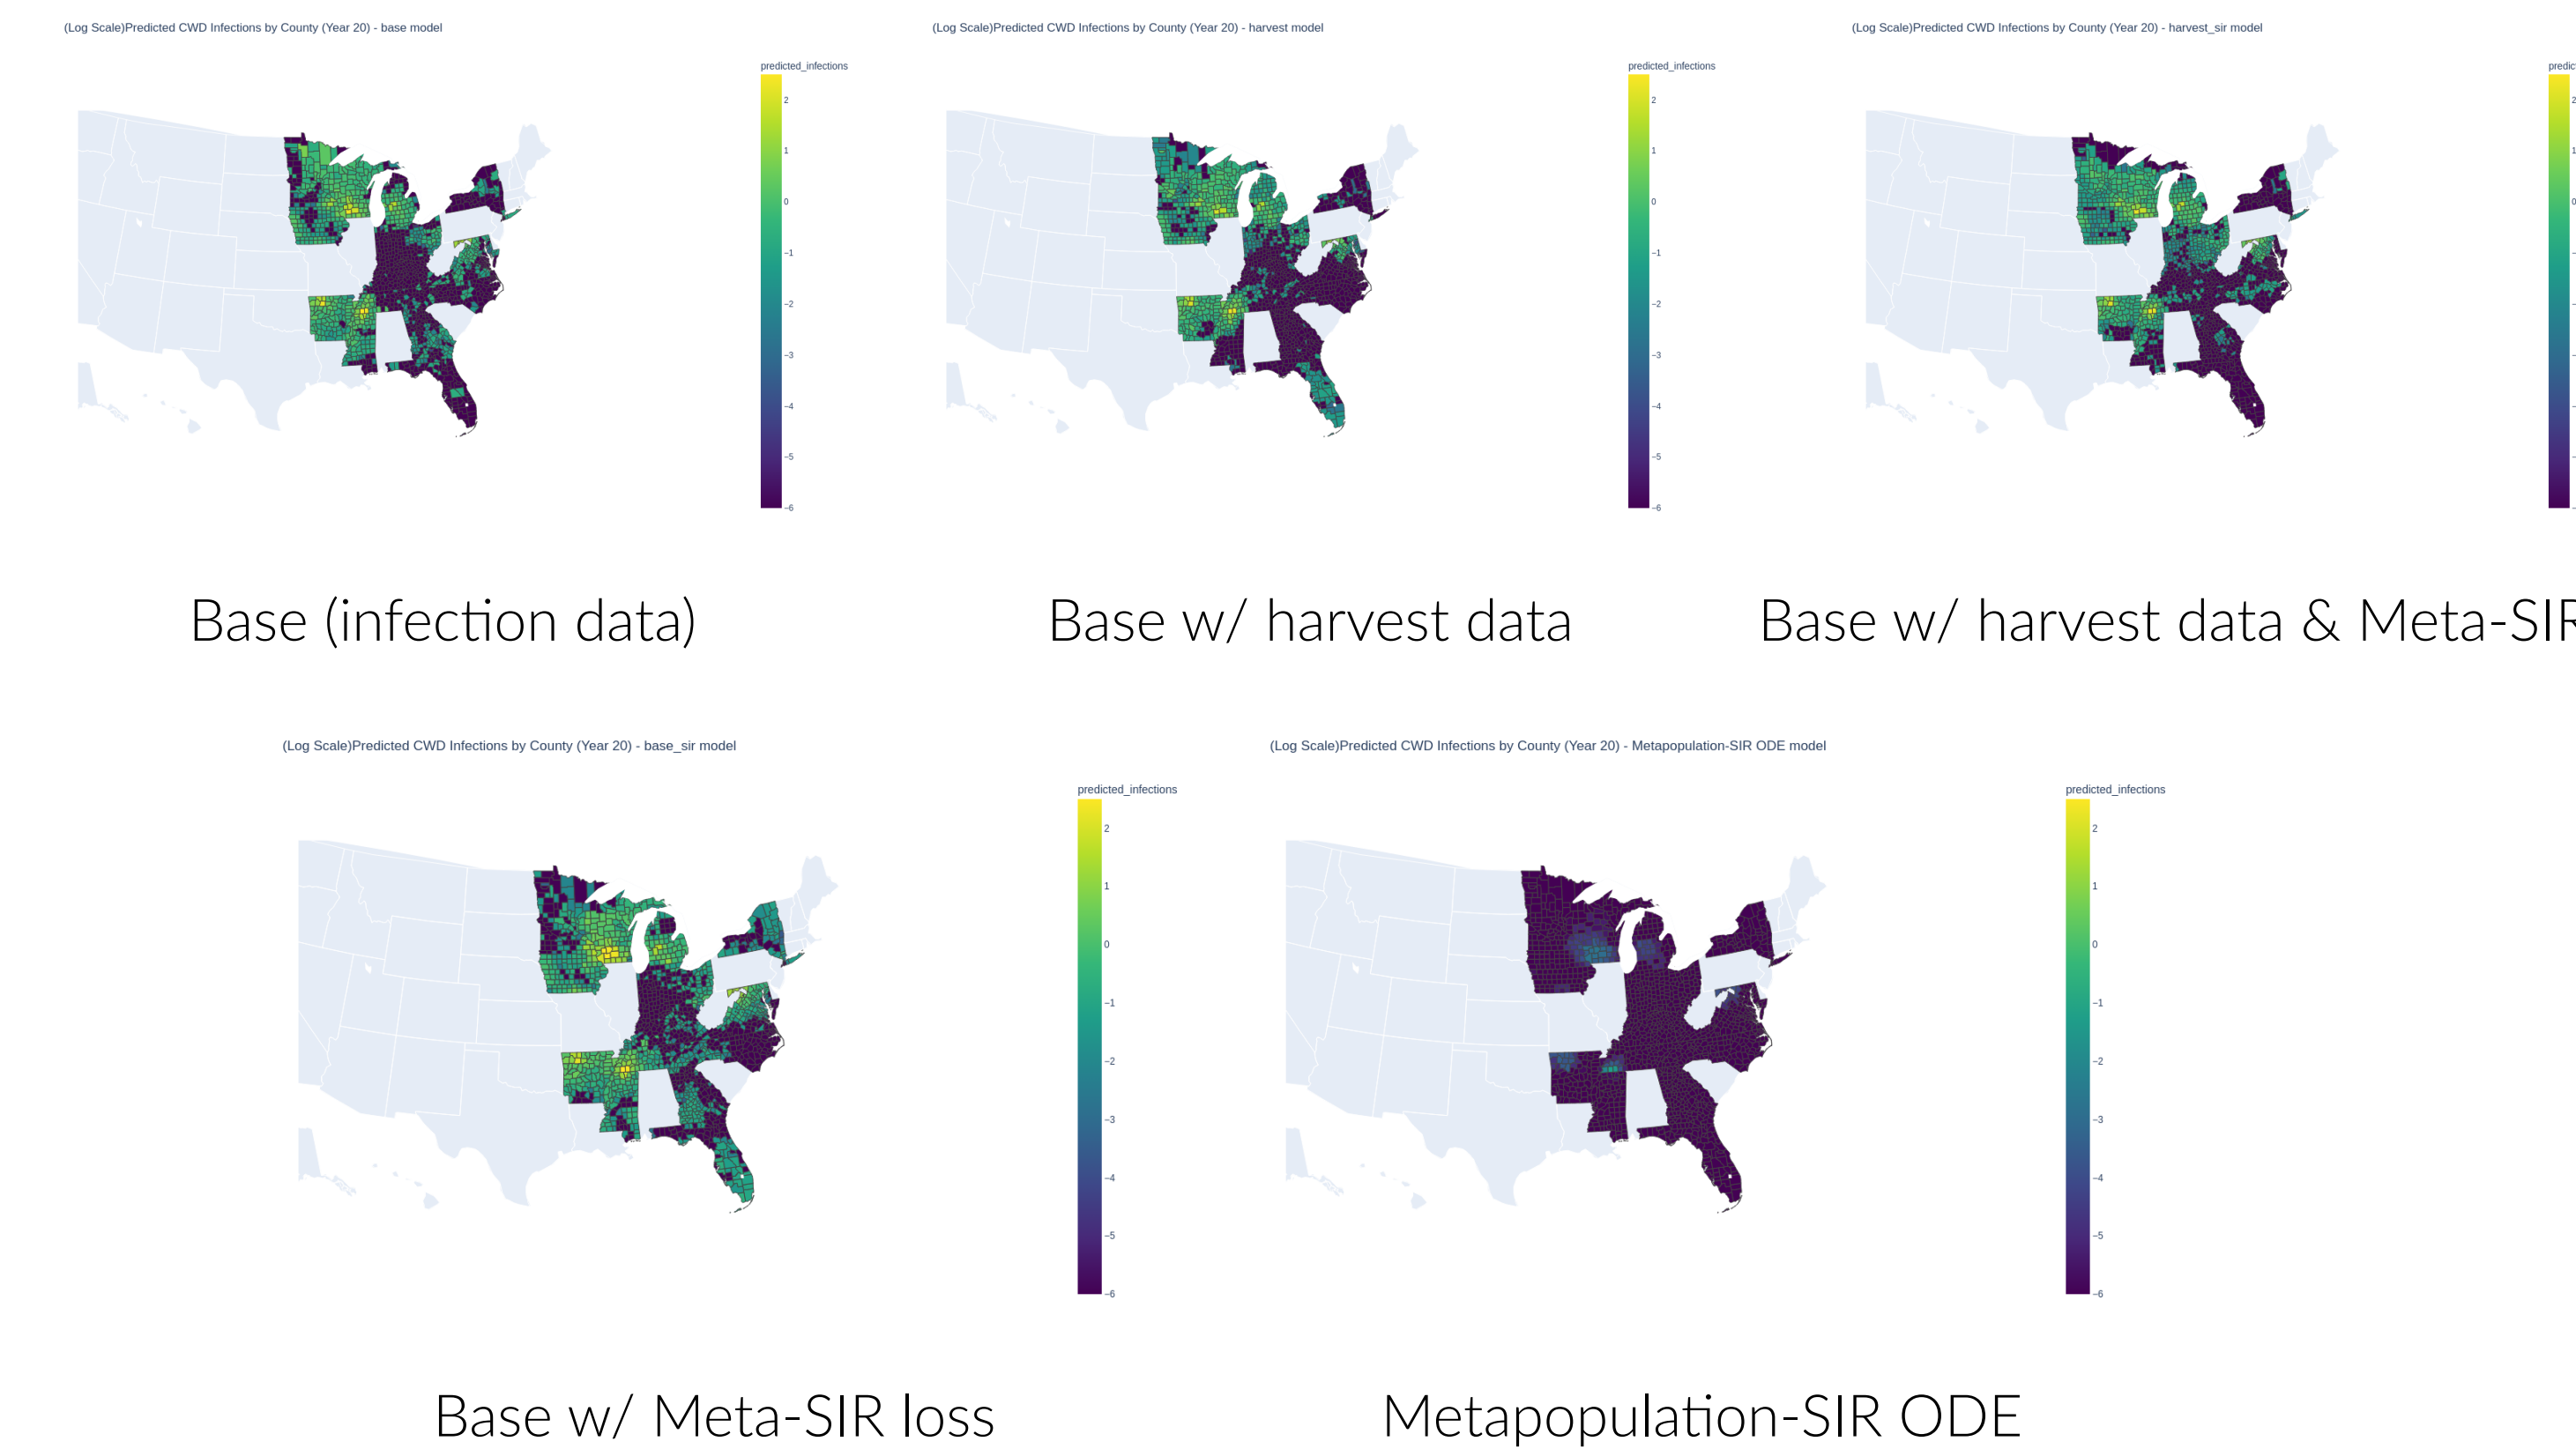 (Log Scale)Predicted CWD Infections by County (Year 20) - base model
(Log Scale)Predicted CWD Infections by County (Year 20) - harvest model
(Log Scale)Predicted CWD Infections by County (Year 20) - harvest_sir model
predicted_infections
2
1
0
−1
−2
−3
−4
−5
−6
predicted_infections
2
1
0
−1
−2
−3
−4
−5
−6
Base (infection data)
Base w/ harvest data
Base w/ harvest data & Meta-SIR
(Log Scale)Predicted CWD Infections by County (Year 20) - base_sir model
(Log Scale)Predicted CWD Infections by County (Year 20) - Metapopulation-SIR ODE model
predicted_infections
2
1
0
−1
−2
−3
−4
−5
−6
predicted_infections
2
1
0
−1
−2
−3
−4
−5
−6
Base w/ Meta-SIR loss
Metapopulation-SIR ODE